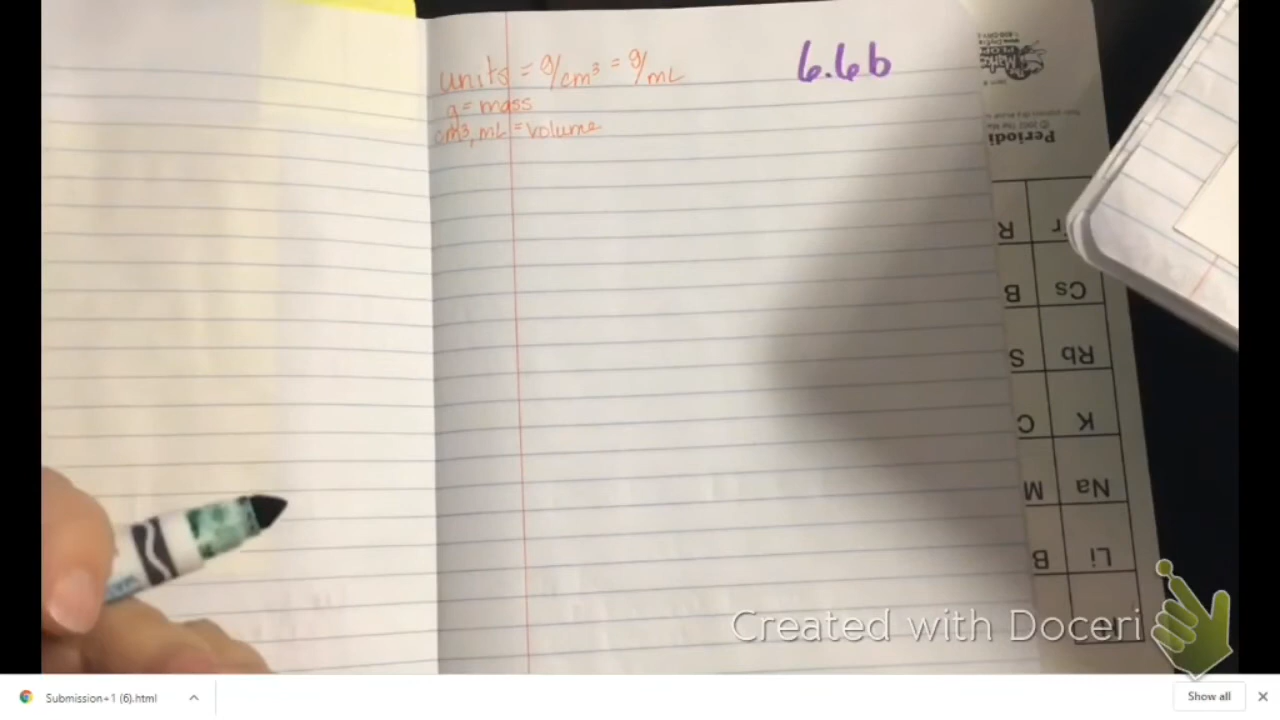 units = g/cm³ = g/mL
6.6b
g = mass
cm³, mL = volume
Periodi
R
B
Cs
S
Rb
C
K
M
Na
B
Li
Created with Doceri
Submission+1 (6).html
Show all